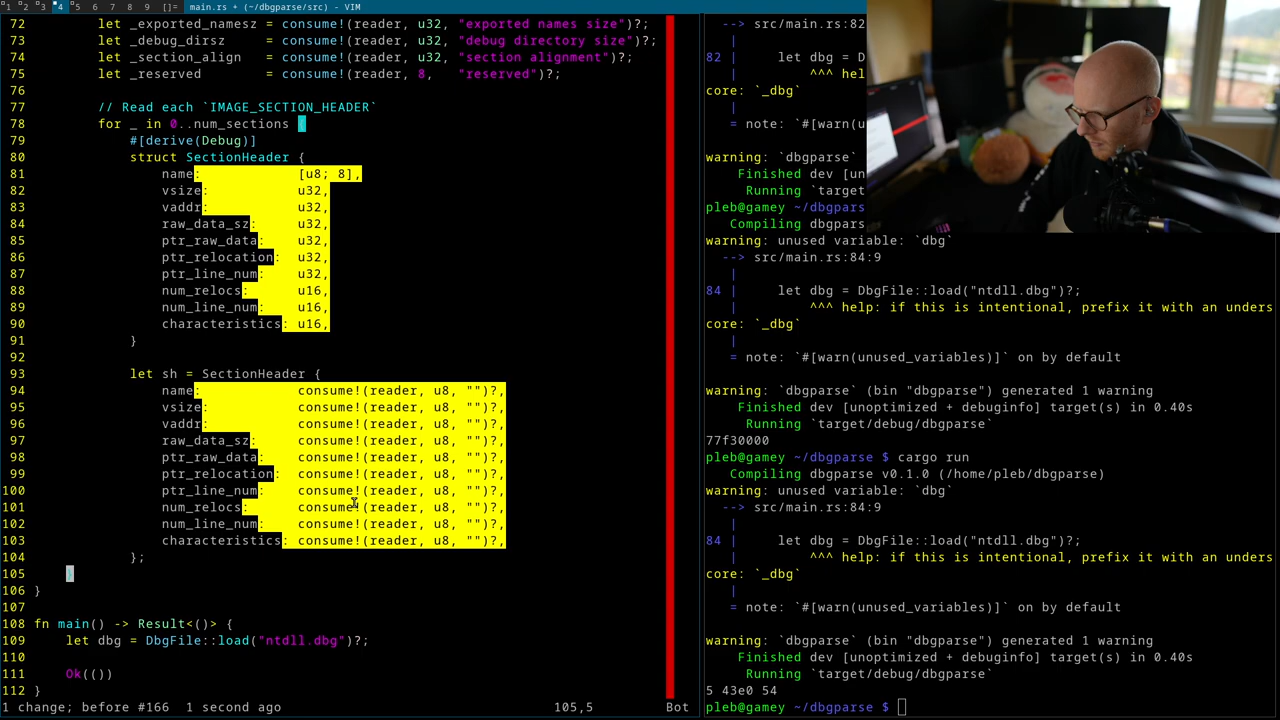 1 2 3 4 5 6 7 8 9 []= main.rs + (~/dbgparse/src) - VIM
72 let _exported_namesz = consume!(reader, u32, "exported names size")?;
73 let _debug_dirsz = consume!(reader, u32, "debug directory size")?;
74 let _section_align = consume!(reader, u32, "section alignment")?;
75 let _reserved = consume!(reader, 8, "reserved")?;
76
77 // Read each `IMAGE_SECTION_HEADER`
78 for _ in 0..num_sections {
79 #[derive(Debug)]
80 struct SectionHeader {
81 name: [u8; 8],
82 vsize: u32,
83 vaddr: u32,
84 raw_data_sz: u32,
85 ptr_raw_data: u32,
86 ptr_relocation: u32,
87 ptr_line_num: u32,
88 num_relocs: u16,
89 num_line_num: u16,
90 characteristics: u16,
91 }
92
93 let sh = SectionHeader {
94 name: consume!(reader, u8, "")?,
95 vsize: consume!(reader, u8, "")?,
96 vaddr: consume!(reader, u8, "")?,
97 raw_data_sz: consume!(reader, u8, "")?,
98 ptr_raw_data: consume!(reader, u8, "")?,
99 ptr_relocation: consume!(reader, u8, "")?,
100 ptr_line_num: consume!(reader, u8, "")?,
101 num_relocs: consume!(reader, u8, "")?,
102 num_line_num: consume!(reader, u8, "")?,
103 characteristics: consume!(reader, u8, "")?,
104 };
105 }
106 }
107
108 fn main() -> Result<()> {
109 let dbg = DbgFile::load("ntdll.dbg")?;
110
111 Ok(())
112 }
1 change; before #166 1 second ago 105,5 Bot
--> src/main.rs:82
|
82 | let dbg = D
| ^^^ hel
core: `_dbg`
|
= note: `#[warn(u
warning: `dbgparse`
Finished dev [un
Running `target
pleb@gamey ~/dbgpars
Compiling dbgpars
warning: unused variable: `dbg`
--> src/main.rs:84:9
|
84 | let dbg = DbgFile::load("ntdll.dbg")?;
| ^^^ help: if this is intentional, prefix it with an unders
core: `_dbg`
|
= note: `#[warn(unused_variables)]` on by default
warning: `dbgparse` (bin "dbgparse") generated 1 warning
Finished dev [unoptimized + debuginfo] target(s) in 0.40s
Running `target/debug/dbgparse`
77f30000
pleb@gamey ~/dbgparse $ cargo run
Compiling dbgparse v0.1.0 (/home/pleb/dbgparse)
warning: unused variable: `dbg`
--> src/main.rs:84:9
|
84 | let dbg = DbgFile::load("ntdll.dbg")?;
| ^^^ help: if this is intentional, prefix it with an unders
core: `_dbg`
|
= note: `#[warn(unused_variables)]` on by default
warning: `dbgparse` (bin "dbgparse") generated 1 warning
Finished dev [unoptimized + debuginfo] target(s) in 0.40s
Running `target/debug/dbgparse`
5 43e0 54
pleb@gamey ~/dbgparse $